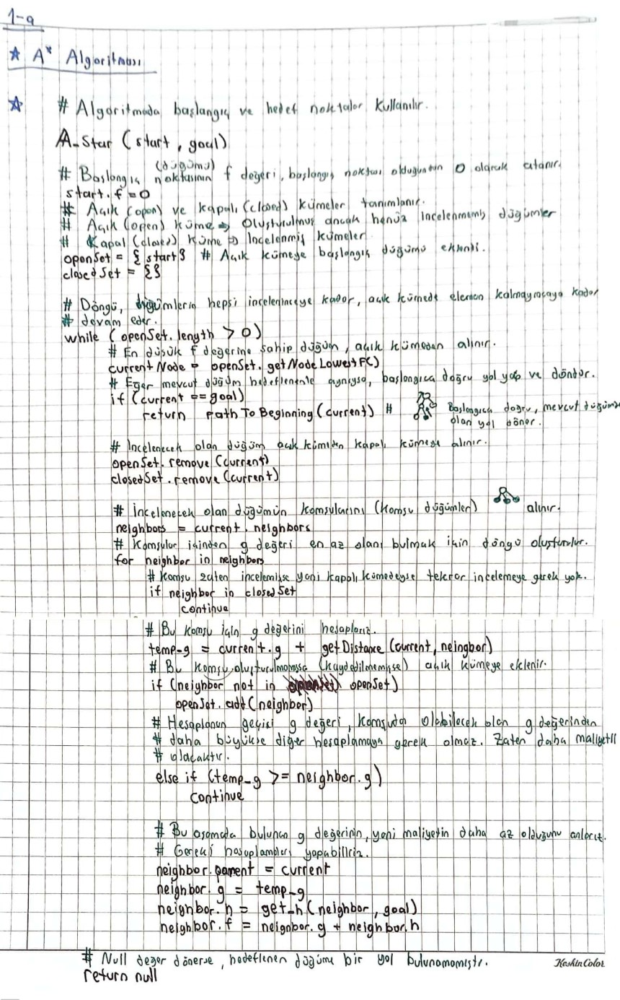 1-a
☆ A* Algoritması
☆ # Algoritmada başlangıç ve hedef noktalar kullanılır.
A_Star (start, goal)
(düğümü)
# Başlangıç noktasının f değeri, başlangıç noktası olduğundan 0 olarak atanır.
start.f = 0
# Açık (open) ve kapalı (closed) kümeler tanımlanır.
# Açık (open) küme => Oluşturulmuş ancak henüz incelenmemiş düğümler
# Kapalı (closed) küme => İncelenmiş kümeler
openSet = {start} # Açık kümeye başlangıç düğümü eklendi.
closedSet = {}
# Döngü, düğümlerin hepsi inceleninceye kadar, açık kümede eleman kalmayıncaya kadar
# devam eder.
while (openSet.length > 0)
# En düşük f değerine sahip düğüm, açık kümeden alınır.
currentNode = openSet.getNodeLowestF()
# Eğer mevcut düğüm hedeflenenle aynıysa, başlangıca doğru yol yap ve döndür.
if (current == goal)
return pathToBeginning(current) # Başlangıca doğru, mevcut düğüme
olan yol döner.
# İncelenecek olan düğüm açık kümeden kapalı kümeye alınır.
openSet.remove(current)
closedSet.remove(current)
# İncelenecek olan düğümün komşularını (komşu düğümler) alınır.
neighbors = current.neighbors
# Komşular içinden g değeri en az olanı bulmak için döngü oluşturulur.
for neighbor in neighbors
# Komşu zaten incelemişse yani kapalı kümedeyse tekrar incelemeye gerek yok.
if neighbor in closedSet
continue
# Bu komşu için g değerini hesaplarız.
temp_g = current.g + getDistance(current, neingbor)
# Bu komşu oluşturulmamışsa (kaydedilmemişse) açık kümeye eklenir.
if (neighbor not in openSet)
openSet.add(neighbor)
# Hesaplanan geçici g değeri, komşuda olabilecek olan g değerinden
# daha büyükse diğer hesaplamaya gerek olmaz. Zaten daha maliyetli
# olacaktır.
else if (temp_g >= neighbor.g)
continue
# Bu aşamada bulunan g değerinin, yani maliyetin daha az olduğunu anlarız.
# Gerekli hesaplamaları yapabiliriz.
neighbor.parent = current
neighbor.g = temp_g
neighbor.h = get_h(neighbor, goal)
neighbor.f = neighbor.g + neighbor.h
# Null değer dönerse, hedeflenen düğüme bir yol bulunamamıştır.
return null
KeskinColor